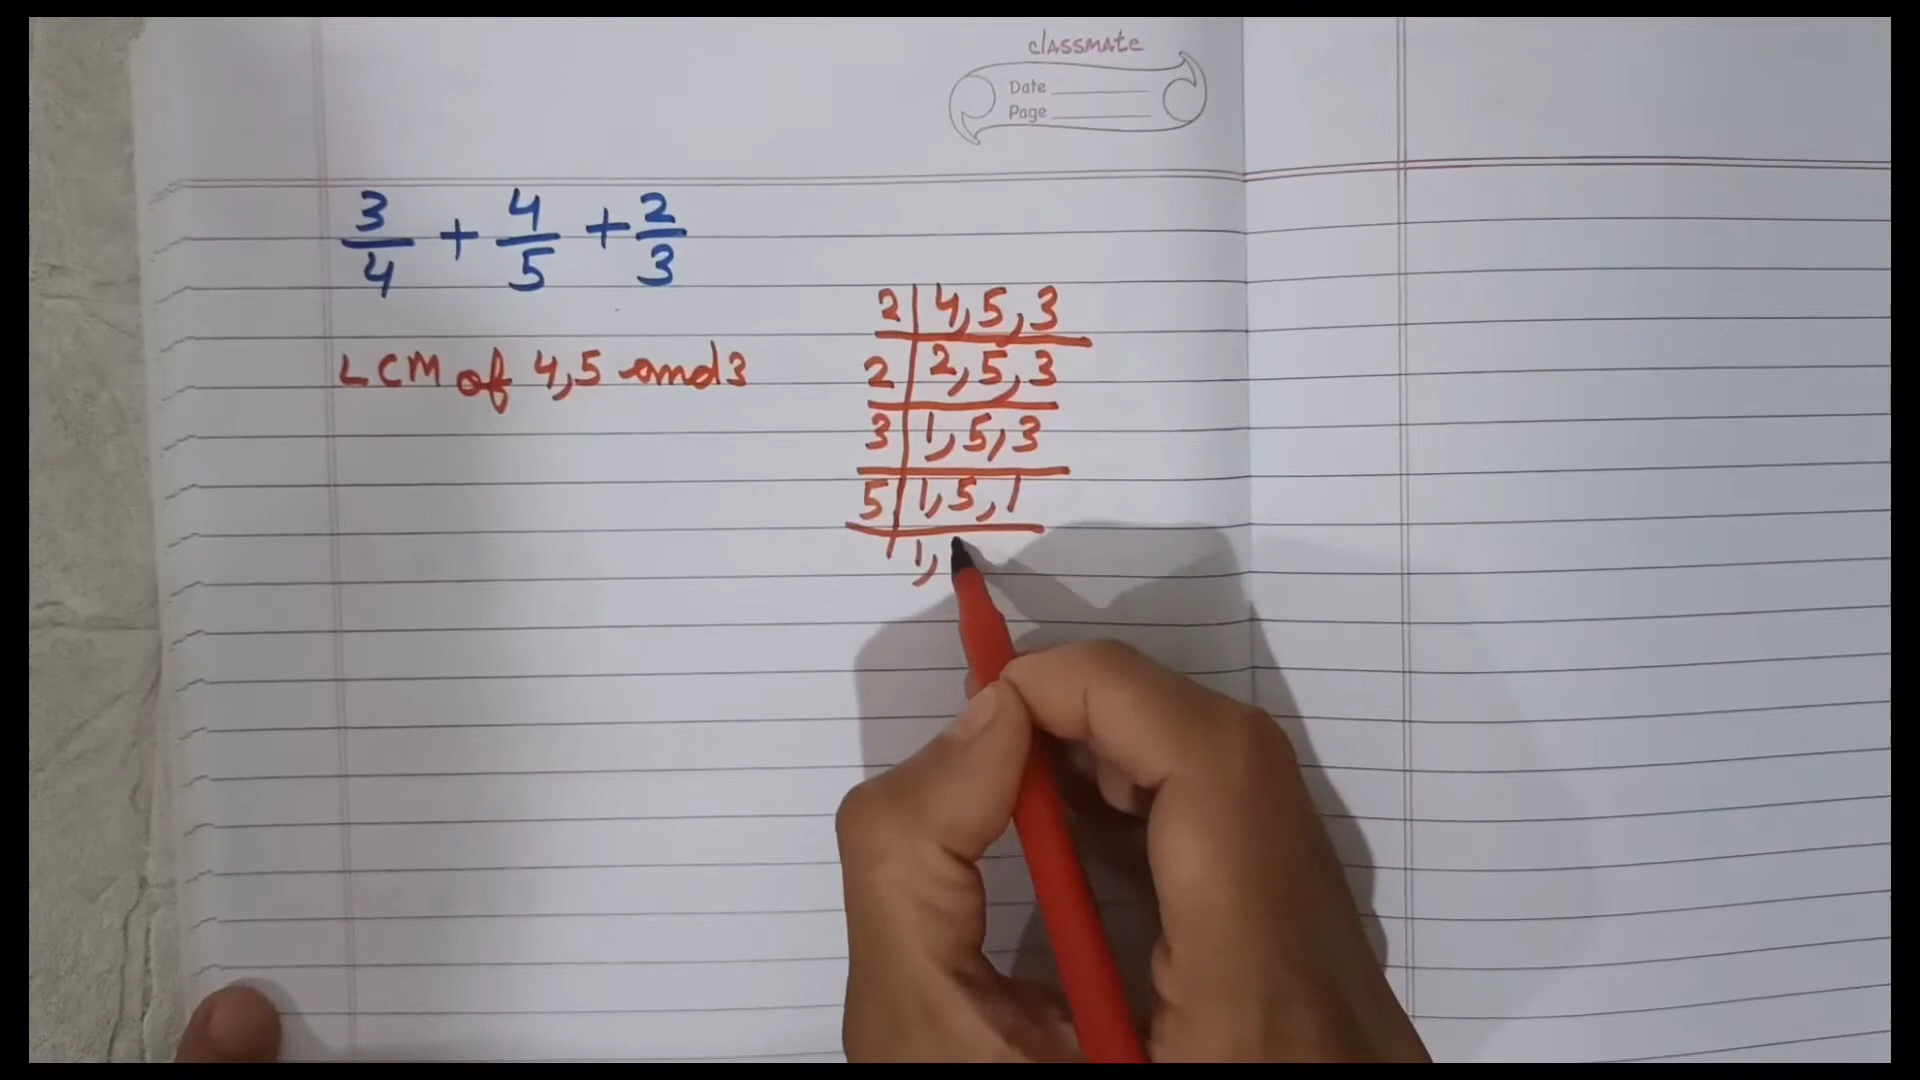 classmate
Date
Page
3/4 + 4/5 + 2/3
LCM of 4,5 and 3
2 | 4,5,3
2 | 2,5,3
3 | 1,5,3
5 | 1,5,1
| 1,